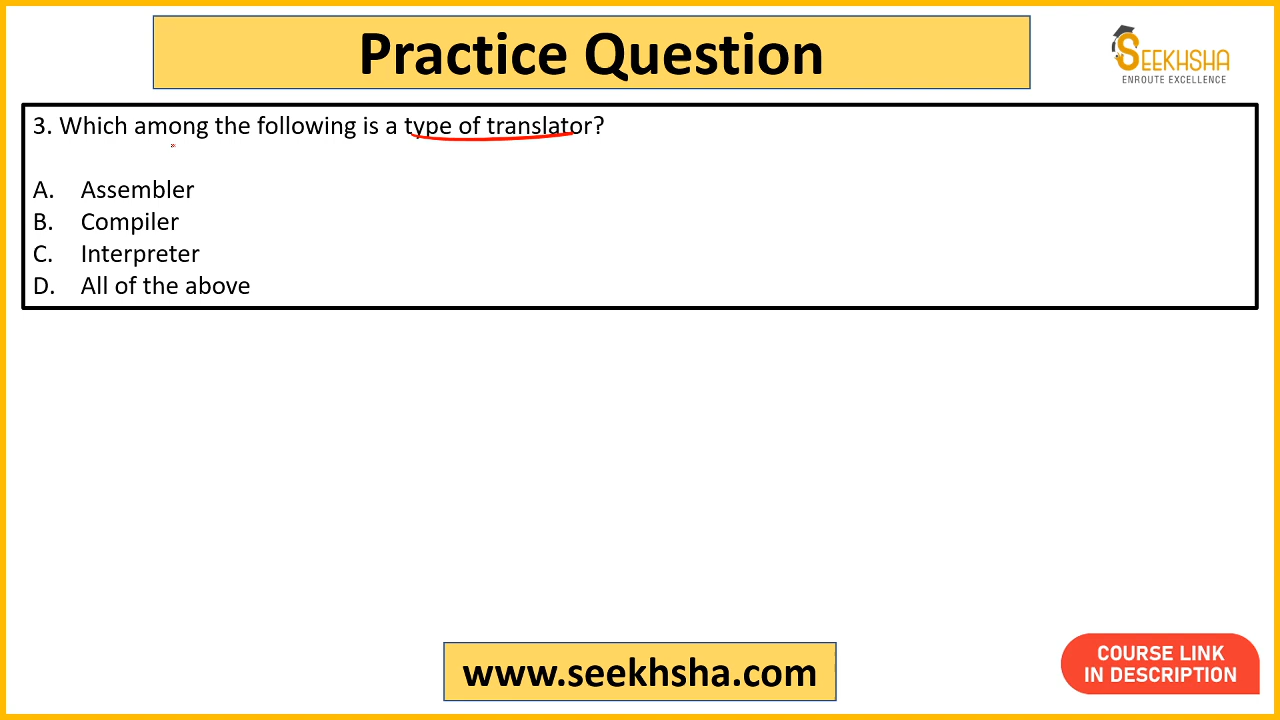 Practice Question
SEEKHSHA
ENROUTE EXCELLENCE
3. Which among the following is a type of translator?
A. Assembler
B. Compiler
C. Interpreter
D. All of the above
www.seekhsha.com
COURSE LINK
IN DESCRIPTION